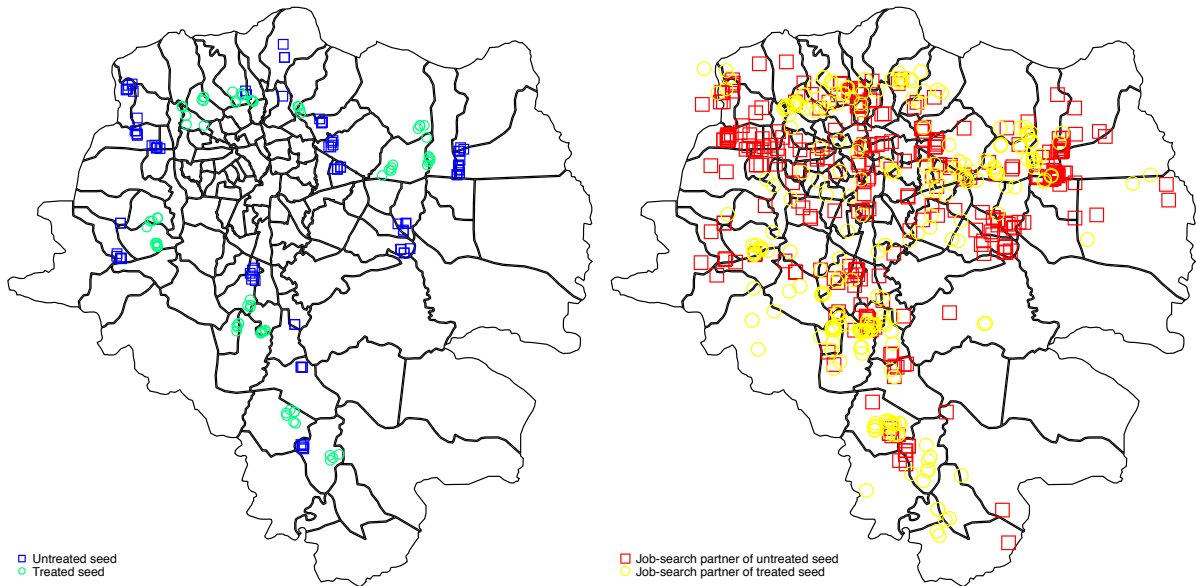 Untreated seed
Treated seed
Job-search partner of untreated seed
Job-search partner of treated seed